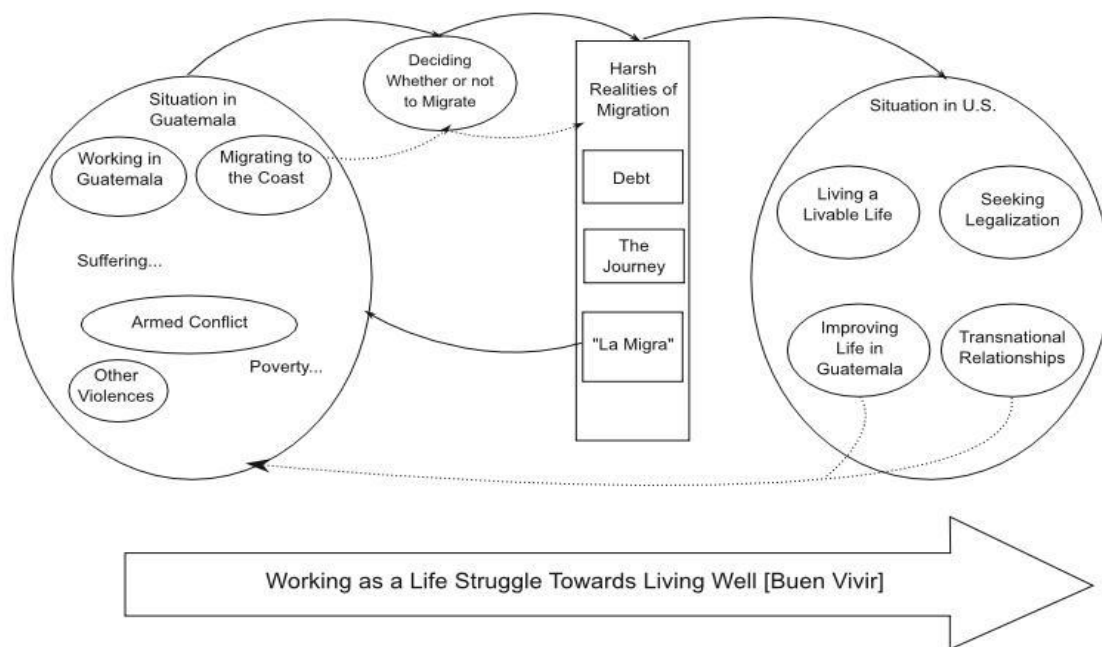 Deciding
Whether or not
to Migrate
Situation in
Guatemala
Working in
Guatemala
Migrating to
the Coast
Suffering...
Armed Conflict
Poverty...
Other
Violences
Harsh
Realities of
Migration
Debt
The
Journey
"La Migra"
Situation in U.S.
Living a
Livable Life
Seeking
Legalization
Improving
Life in
Guatemala
Transnational
Relationships
Working as a Life Struggle Towards Living Well [Buen Vivir]